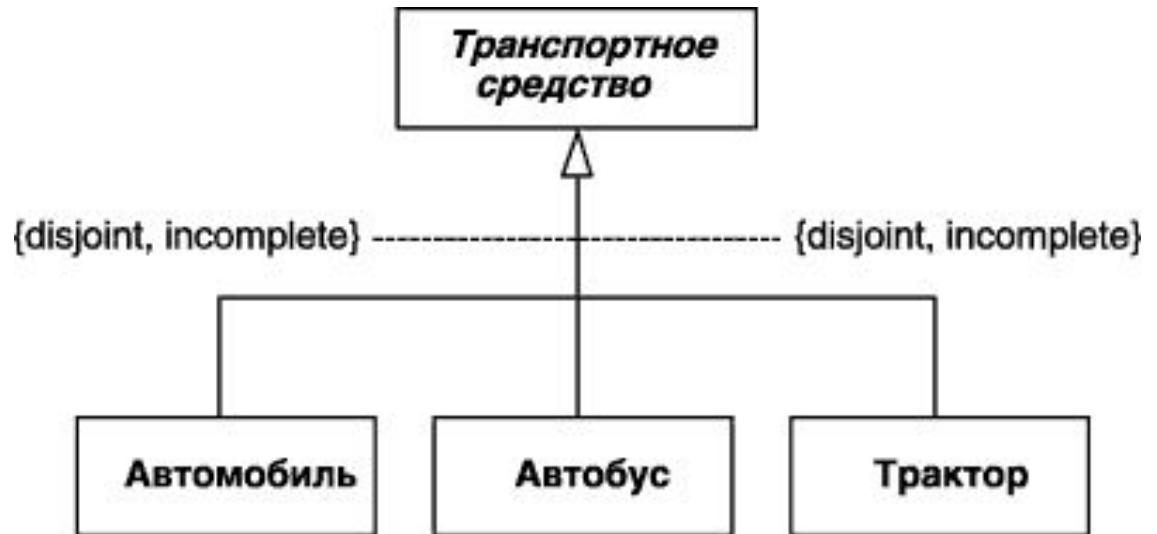 Транспортное
средство
{disjoint, incomplete}
{disjoint, incomplete}
Автомобиль
Автобус
Трактор